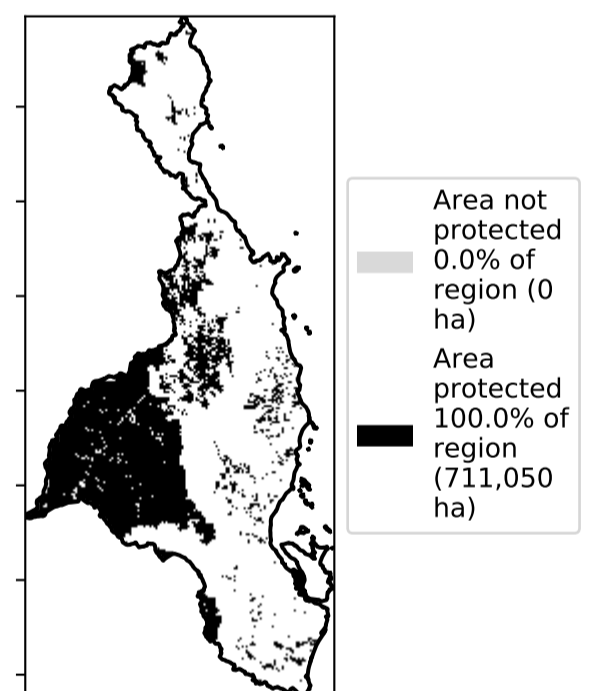 Area not
protected
0.0% of
region (0
ha)
Area
protected
100.0% of
region
(711,050
ha)